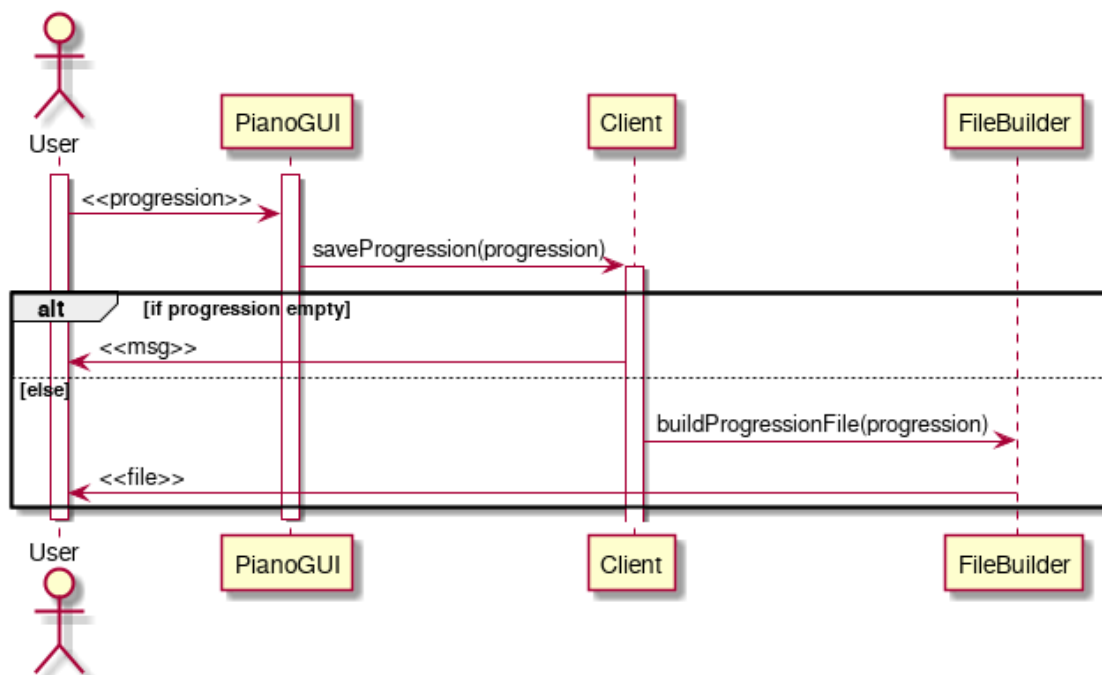 User
PianoGUI
Client
FileBuilder
<<progression>>
saveProgression(progression)
alt
[if progression empty]
<<msg>>
[else]
buildProgressionFile(progression)
<<file>>
User
PianoGUI
Client
FileBuilder